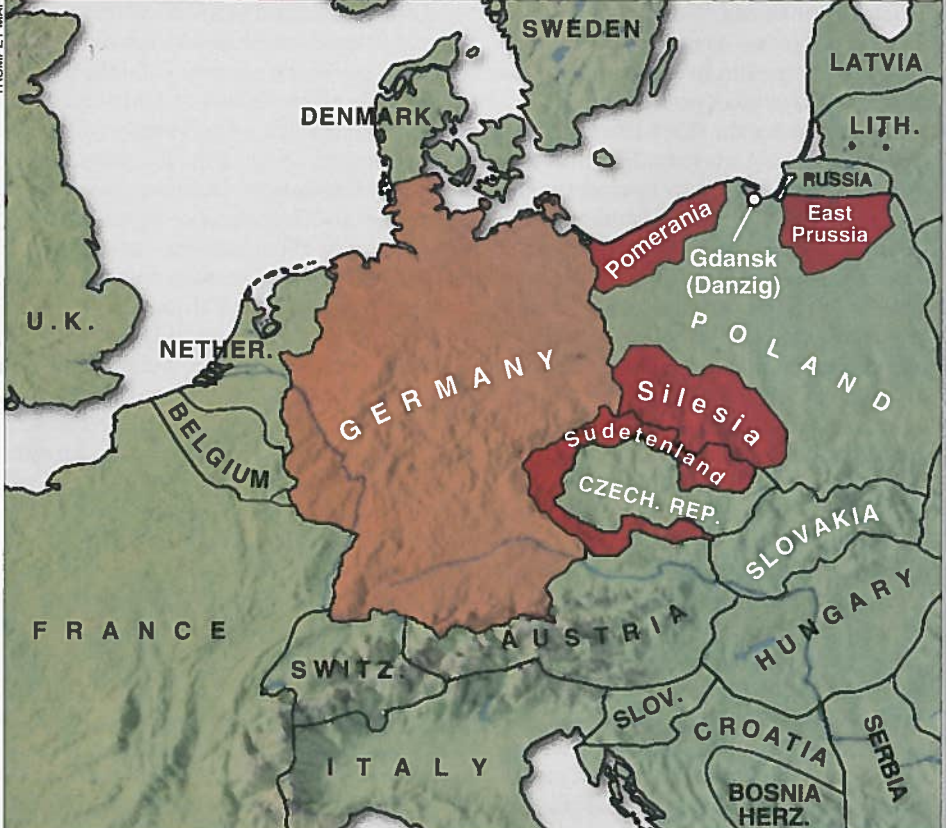 SWEDEN
LATVIA
DENMARK
LITH.
RUSSIA
East
Prussia
Pomerania
Gdansk
(Danzig)
U.K.
POLAND
NETHER.
GERMANY
Silesia
BELGIUM
Sudetenland
CZECH. REP.
SLOVAKIA
FRANCE
AUSTRIA
HUNGARY
SWITZ.
SLOV.
CROATIA
SERBIA
ITALY
BOSNIA
HERZ.